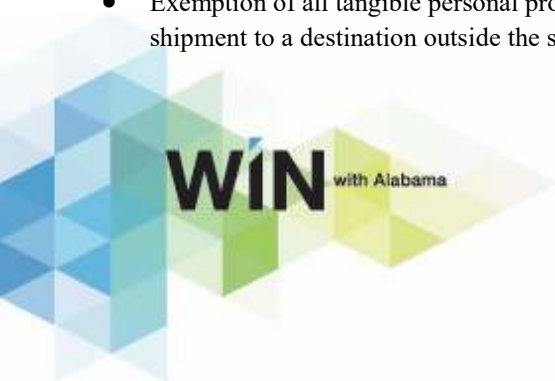 ● Exemption of all tangible personal pro
shipment to a destination outside the s
WIN with Alabama